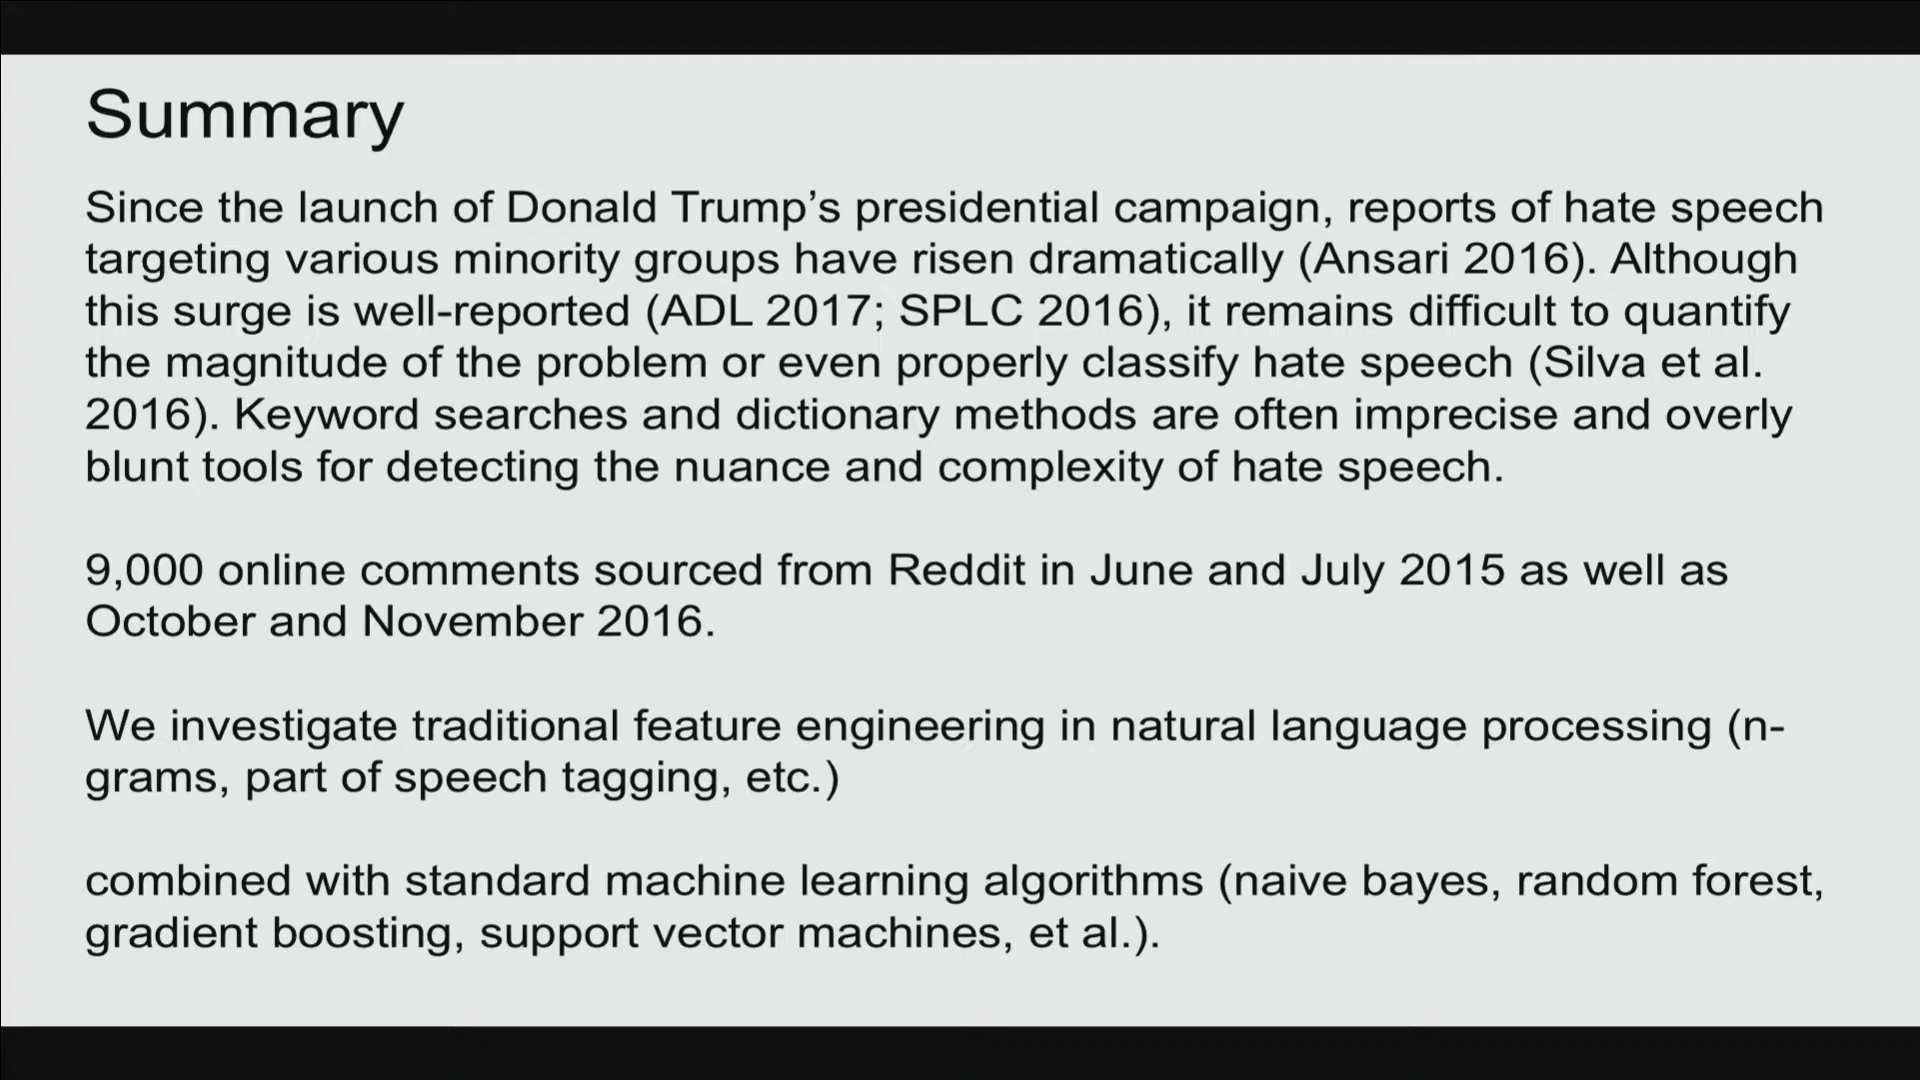 Summary
Since the launch of Donald Trump’s presidential campaign, reports of hate speech
targeting various minority groups have risen dramatically (Ansari 2016). Although
this surge is well-reported (ADL 2017; SPLC 2016), it remains difficult to quantify
the magnitude of the problem or even properly classify hate speech (Silva et al.
2016). Keyword searches and dictionary methods are often imprecise and overly
blunt tools for detecting the nuance and complexity of hate speech.
9,000 online comments sourced from Reddit in June and July 2015 as well as
October and November 2016.
We investigate traditional feature engineering in natural language processing (n-
grams, part of speech tagging, etc.)
combined with standard machine learning algorithms (naive bayes, random forest,
gradient boosting, support vector machines, et al.).